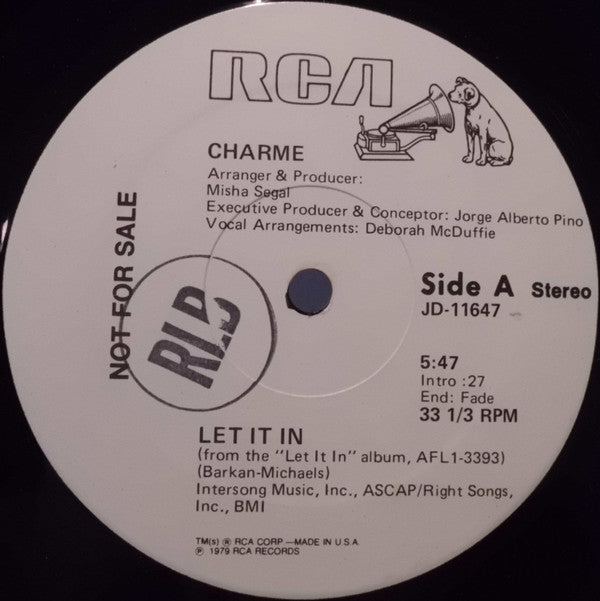 RCA
CHARME
Arranger & Producer:
Misha Segal
Executive Producer & Conceptor: Jorge Alberto Pino
Vocal Arrangements: Deborah McDuffie
NOT FOR SALE
RLB
Side A Stereo
JD-11647
5:47
Intro :27
End: Fade
33 1/3 RPM
LET IT IN
(from the "Let It In" album, AFL1-3393)
(Barkan-Michaels)
Intersong Music, Inc., ASCAP/Right Songs,
Inc., BMI
TM(s) ® RCA CORP —MADE IN U.S.A.
℗ 1979 RCA RECORDS